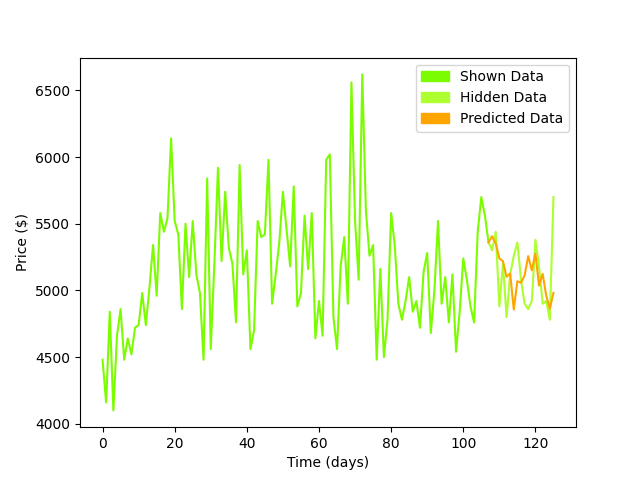 Shown Data
Hidden Data
Predicted Data
6500
6000
5500
5000
4500
4000
Price ($)
0 20 40 60 80 100 120
Time (days)